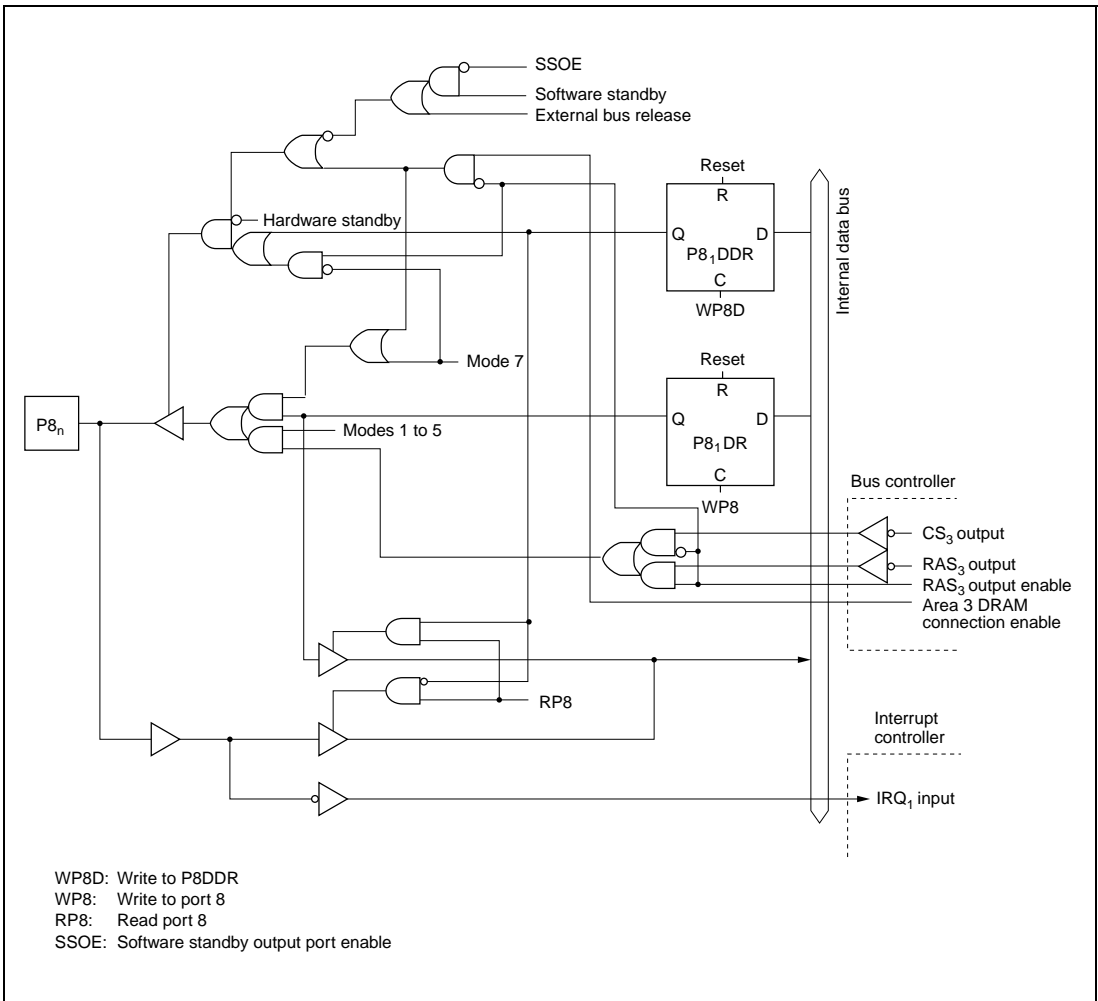 SSOE
Software standby
External bus release
Reset
R
Hardware standby
Q
D
P8₁DDR
C
WP8D
Internal data bus
Mode 7
Reset
R
P8ₙ
Q
D
Modes 1 to 5
P8₁DR
C
WP8
Bus controller
CS₃ output
RAS₃ output
RAS₃ output enable
Area 3 DRAM
connection enable
RP8
Interrupt
controller
IRQ₁ input
WP8D: Write to P8DDR
WP8: Write to port 8
RP8: Read port 8
SSOE: Software standby output port enable